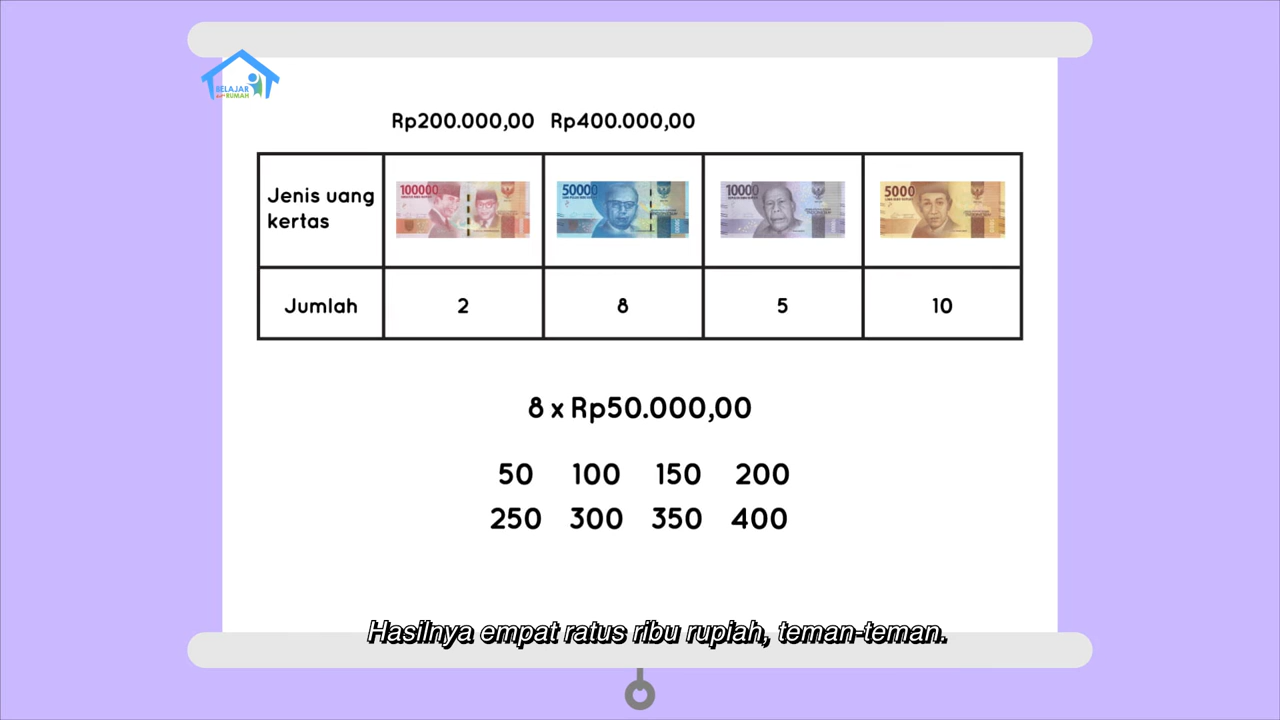 BELAJAR
dari RUMAH
Rp200.000,00 Rp400.000,00
Jenis uang kertas
100000 50000 10000 5000
Jumlah 2 8 5 10
8 x Rp50.000,00
50 100 150 200
250 300 350 400
Hasilnya empat ratus ribu rupiah, teman-teman.